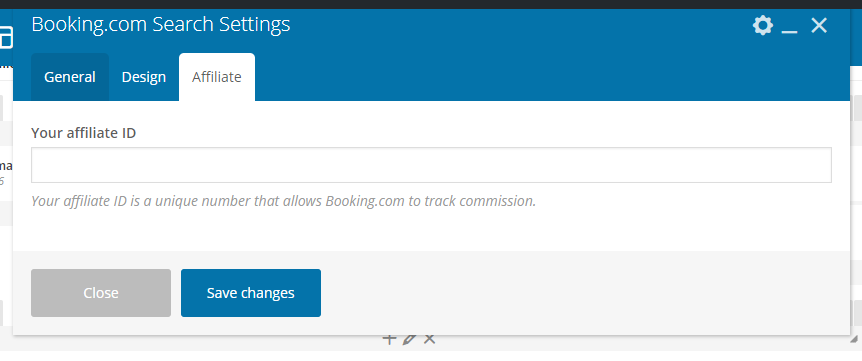 Booking.com Search Settings
General Design Affiliate
Your affiliate ID
Your affiliate ID is a unique number that allows Booking.com to track commission.
Close Save changes